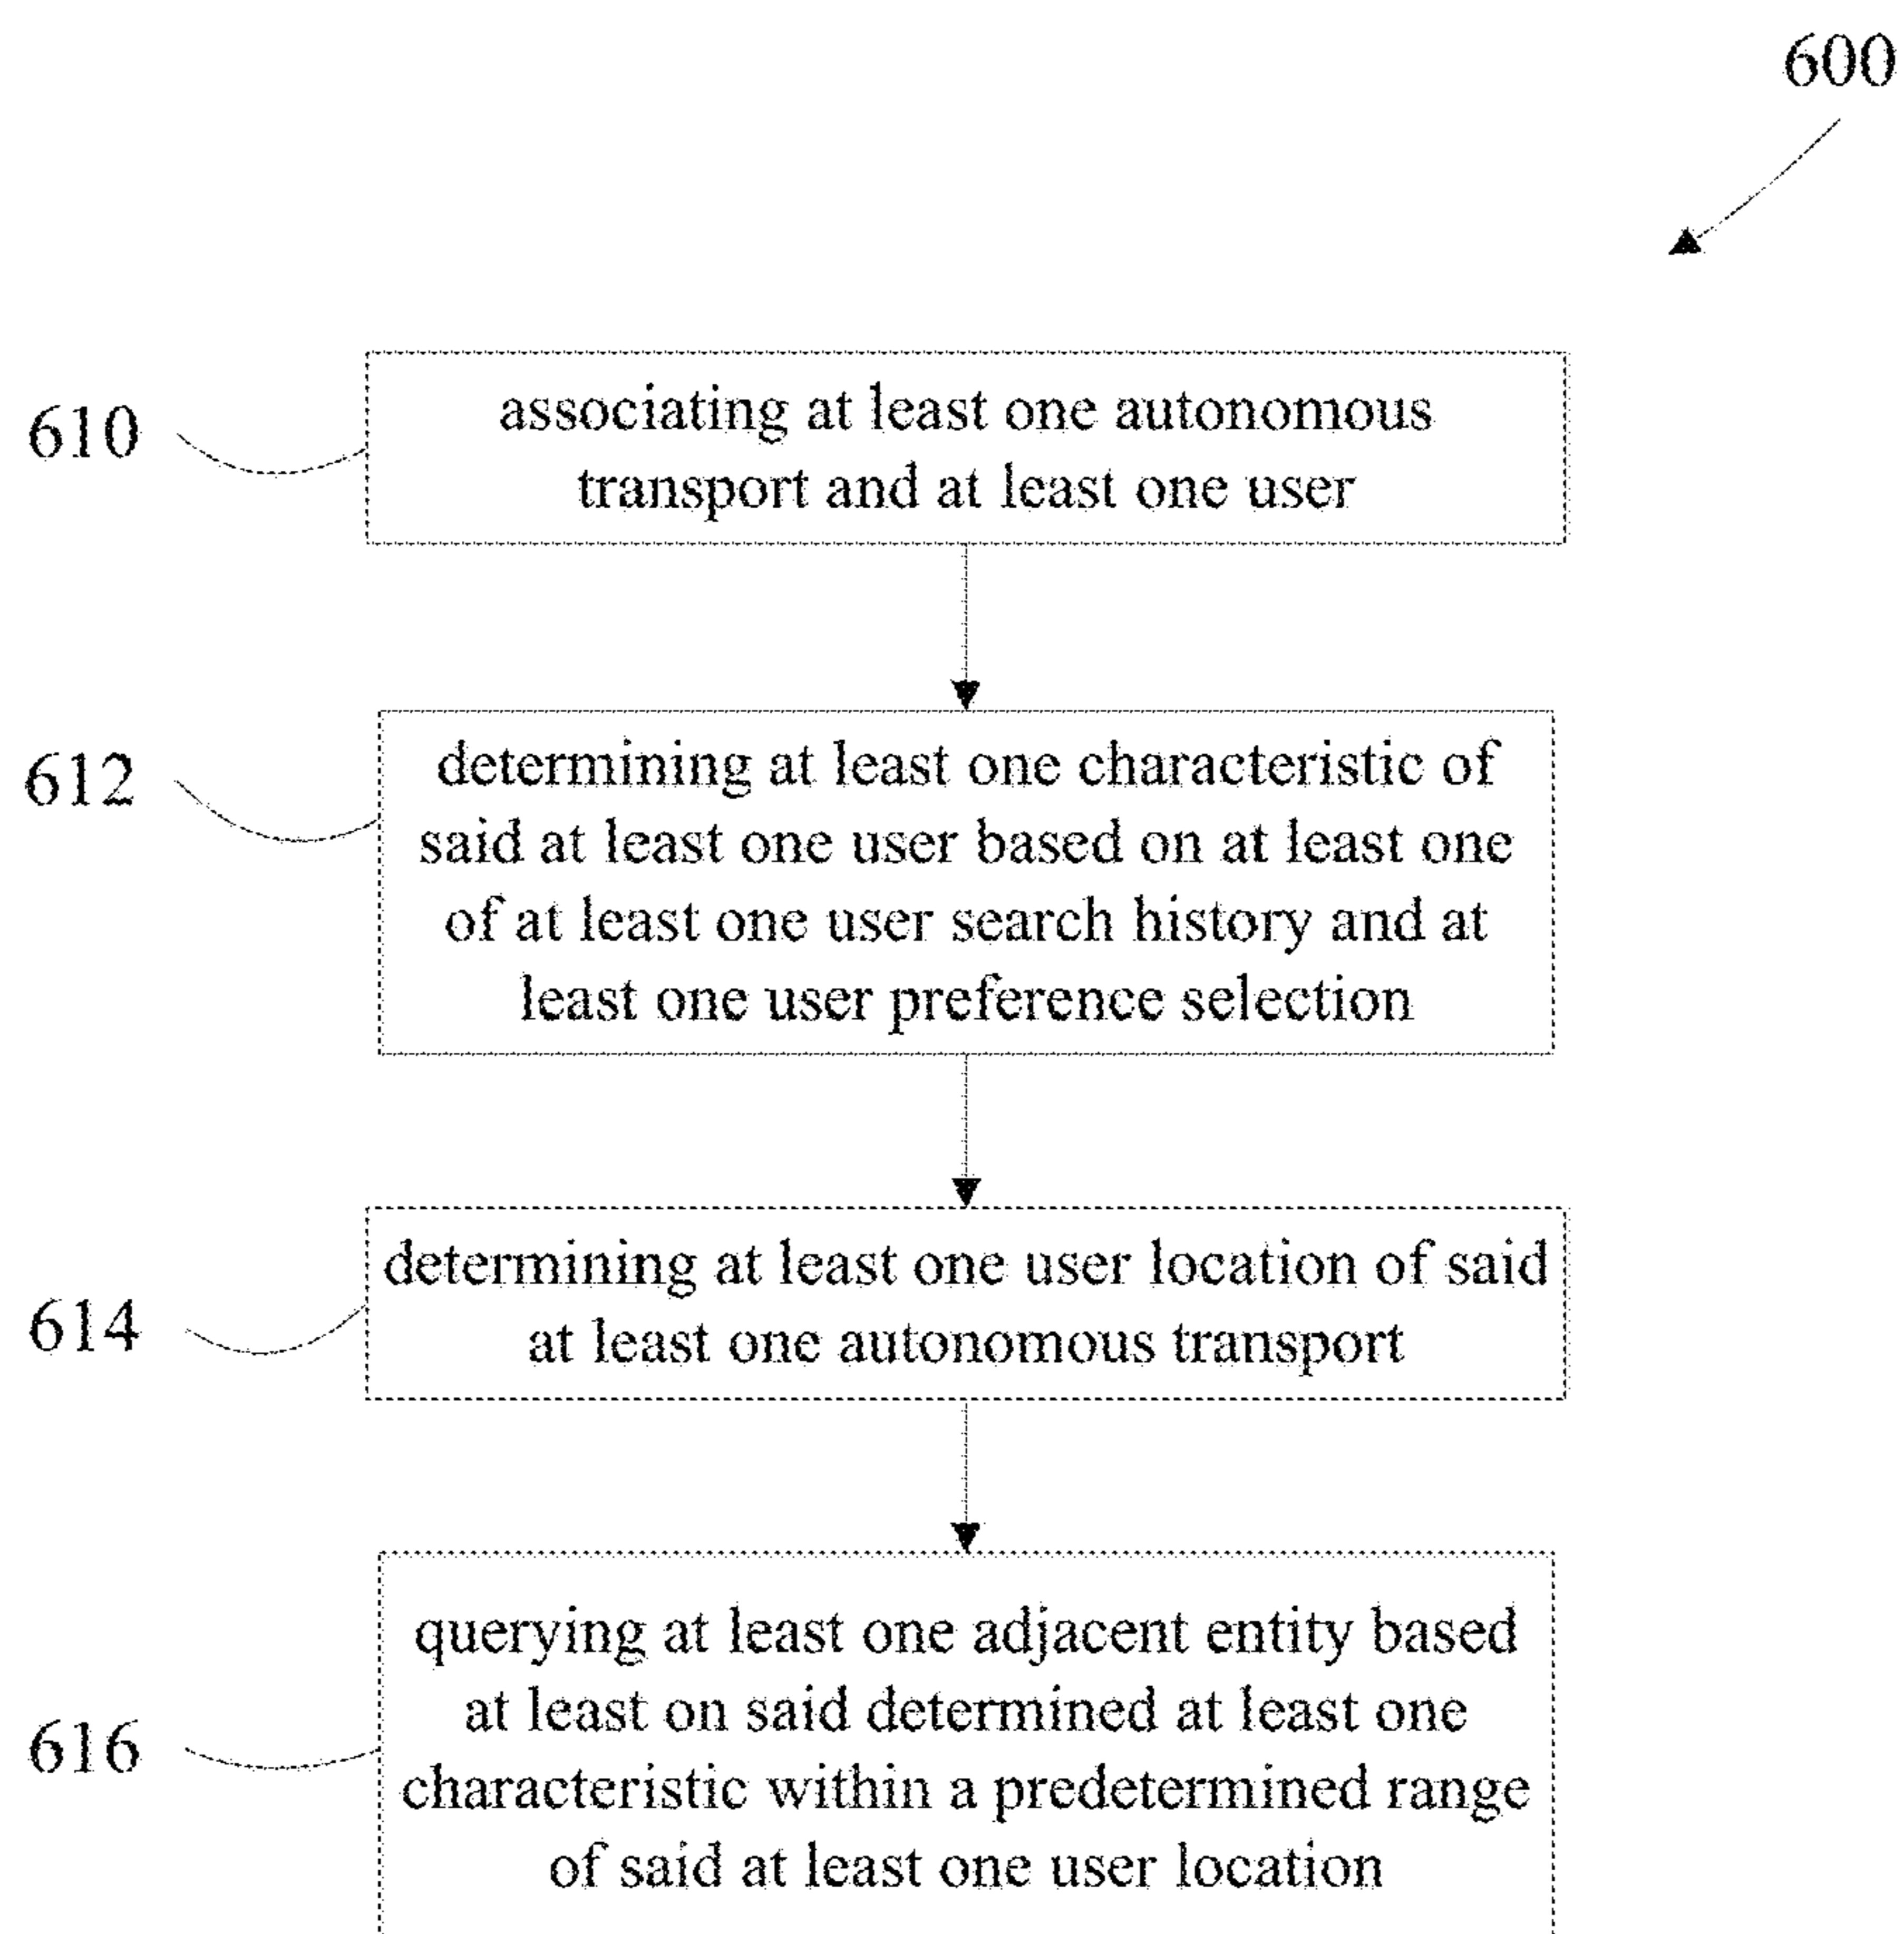 600
610
associating at least one autonomous
transport and at least one user
612
determining at least one characteristic of
said at least one user based on at least one
of at least one user search history and at
least one user preference selection
614
determining at least one user location of said
at least one autonomous transport
616
querying at least one adjacent entity based
at least on said determined at least one
characteristic within a predetermined range
of said at least one user location